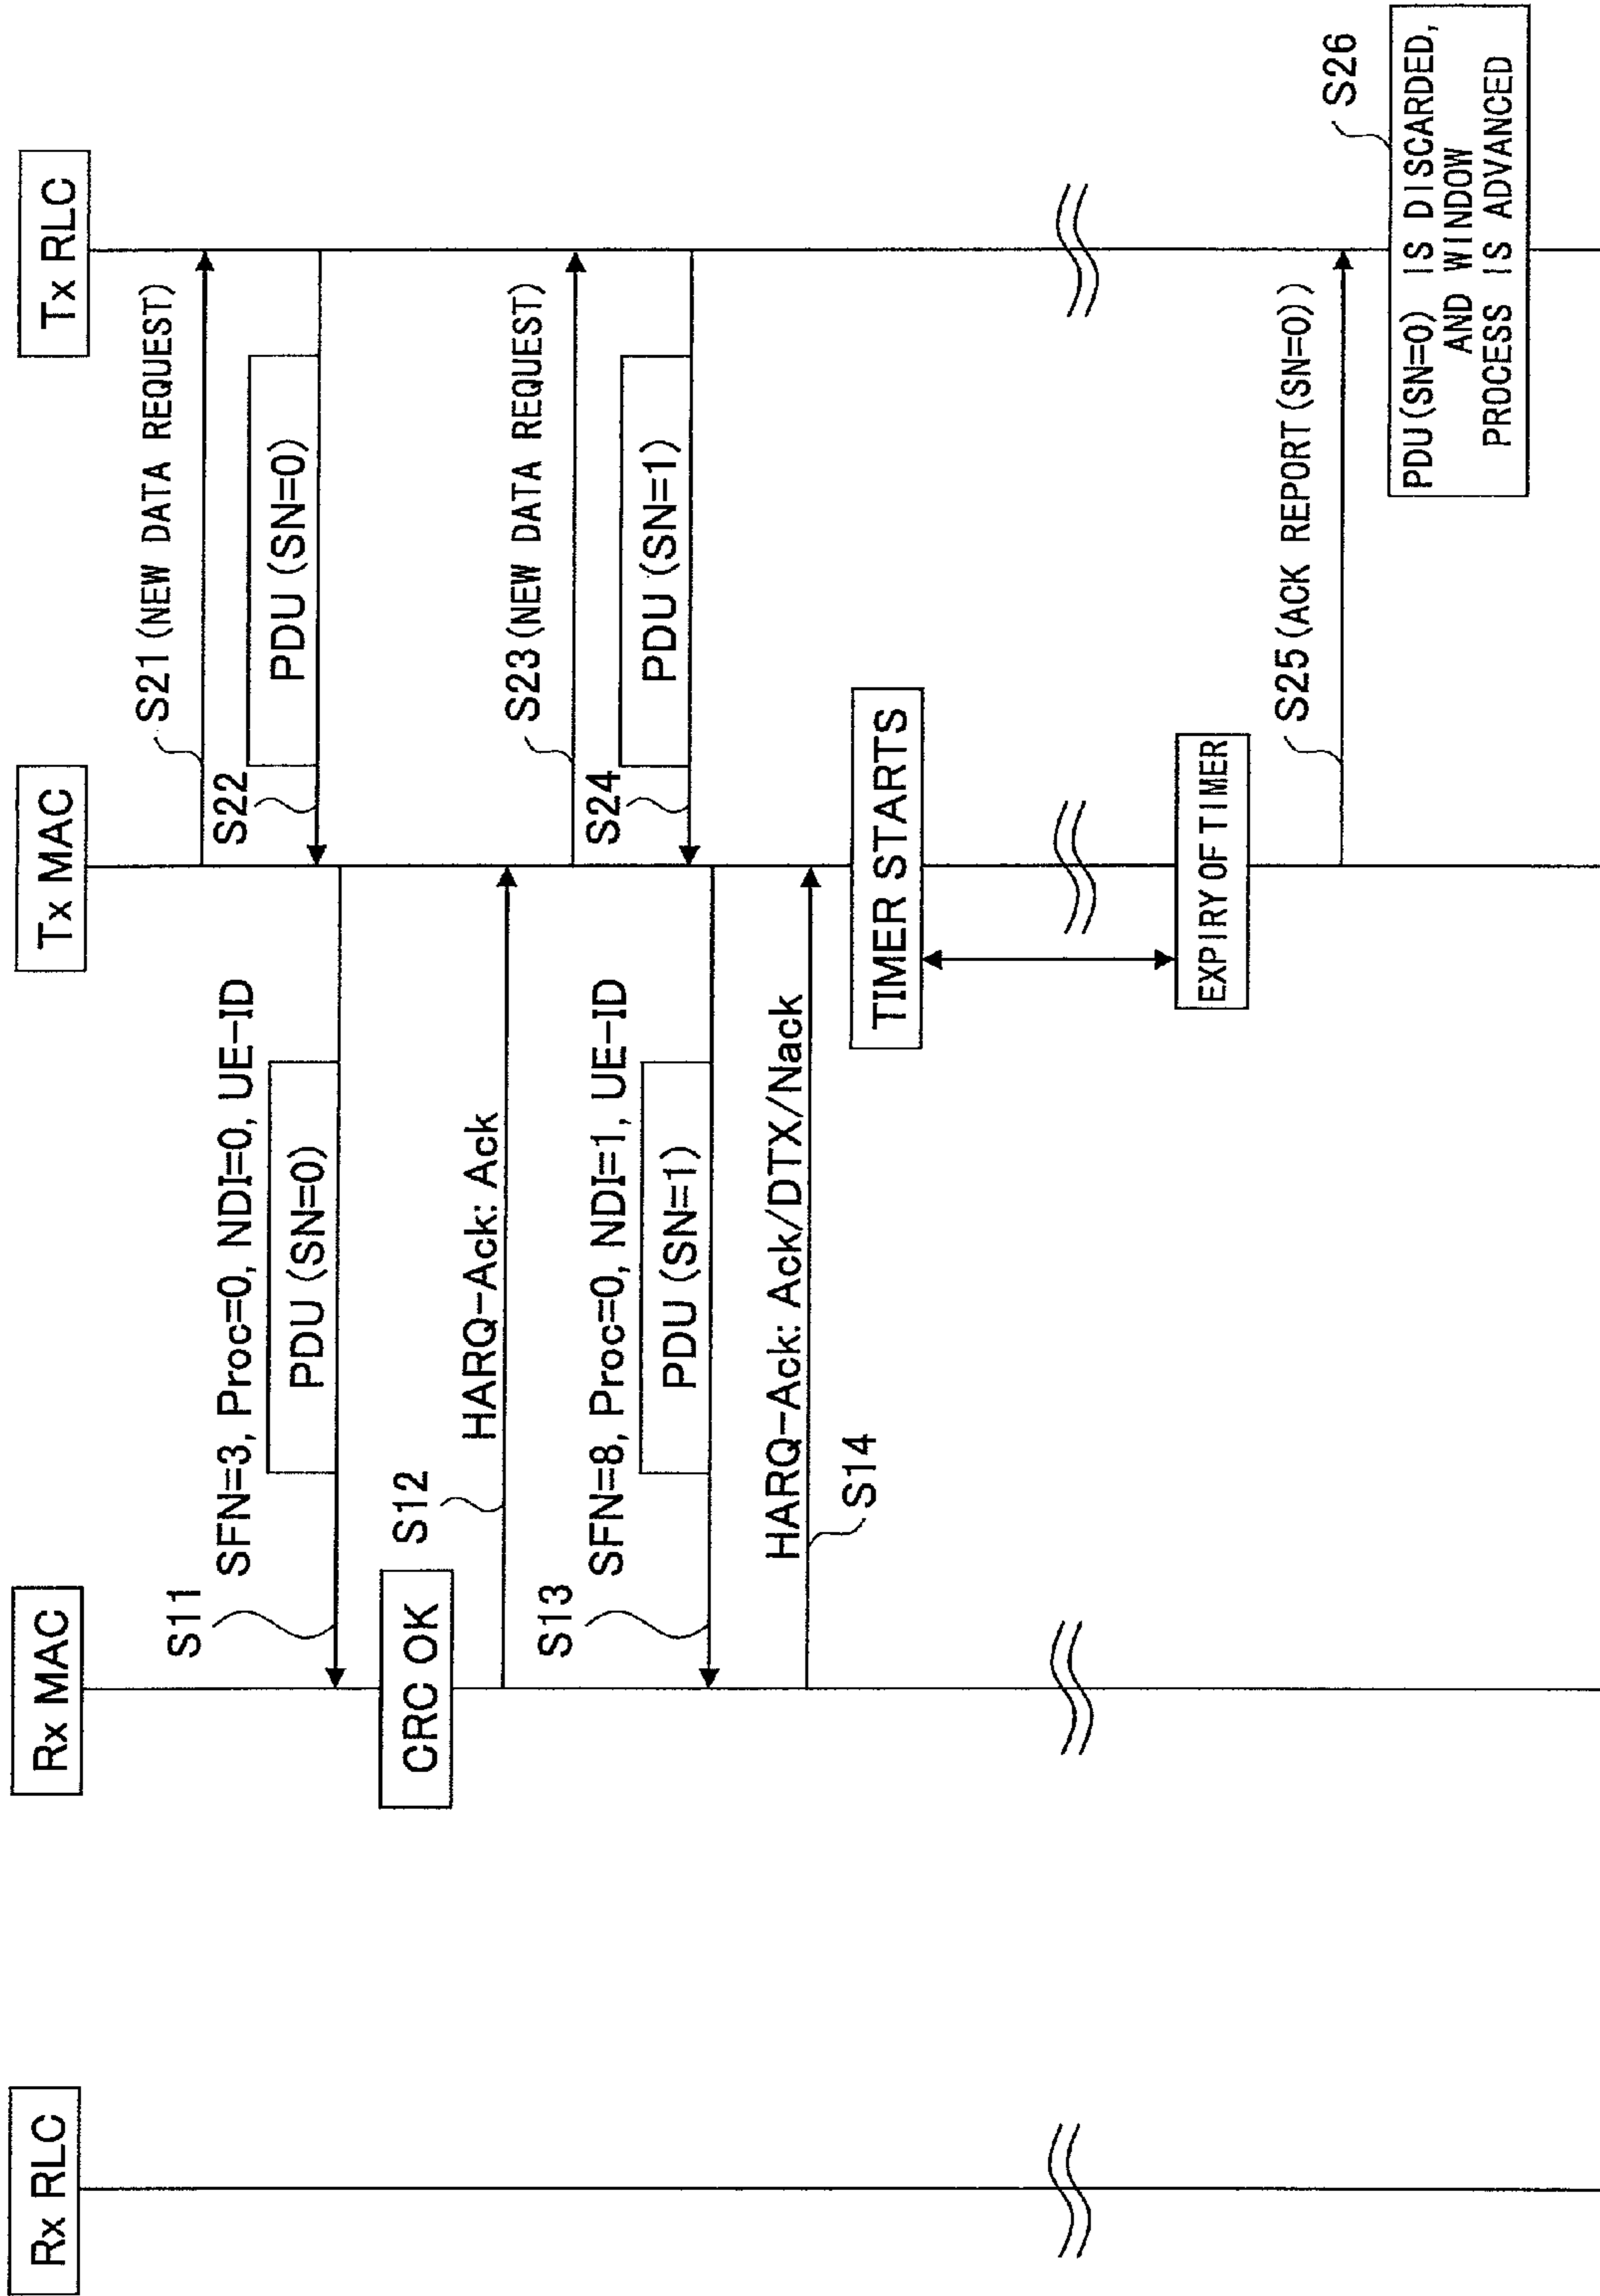 Rx RLC
Rx MAC
Tx MAC
Tx RLC
S21 (NEW DATA REQUEST)
S22
PDU (SN=0)
S11
SFN=3, Proc=0, NDI=0, UE-ID
PDU (SN=0)
CRC OK
S12
HARQ-Ack: Ack
S23 (NEW DATA REQUEST)
S24
PDU (SN=1)
S13
SFN=8, Proc=0, NDI=1, UE-ID
PDU (SN=1)
HARQ-Ack: Ack/DTX/Nack
S14
TIMER STARTS
EXPIRY OF TIMER
S25 (ACK REPORT (SN=0))
S26
PDU (SN=0) IS DISCARDED,
AND WINDOW
PROCESS IS ADVANCED